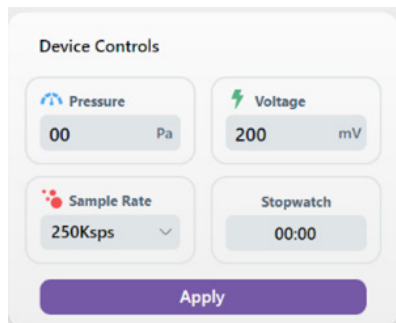 Device Controls
Pressure
00 Pa
Voltage
200 mV
Sample Rate
250Ksps
Stopwatch
00:00
Apply